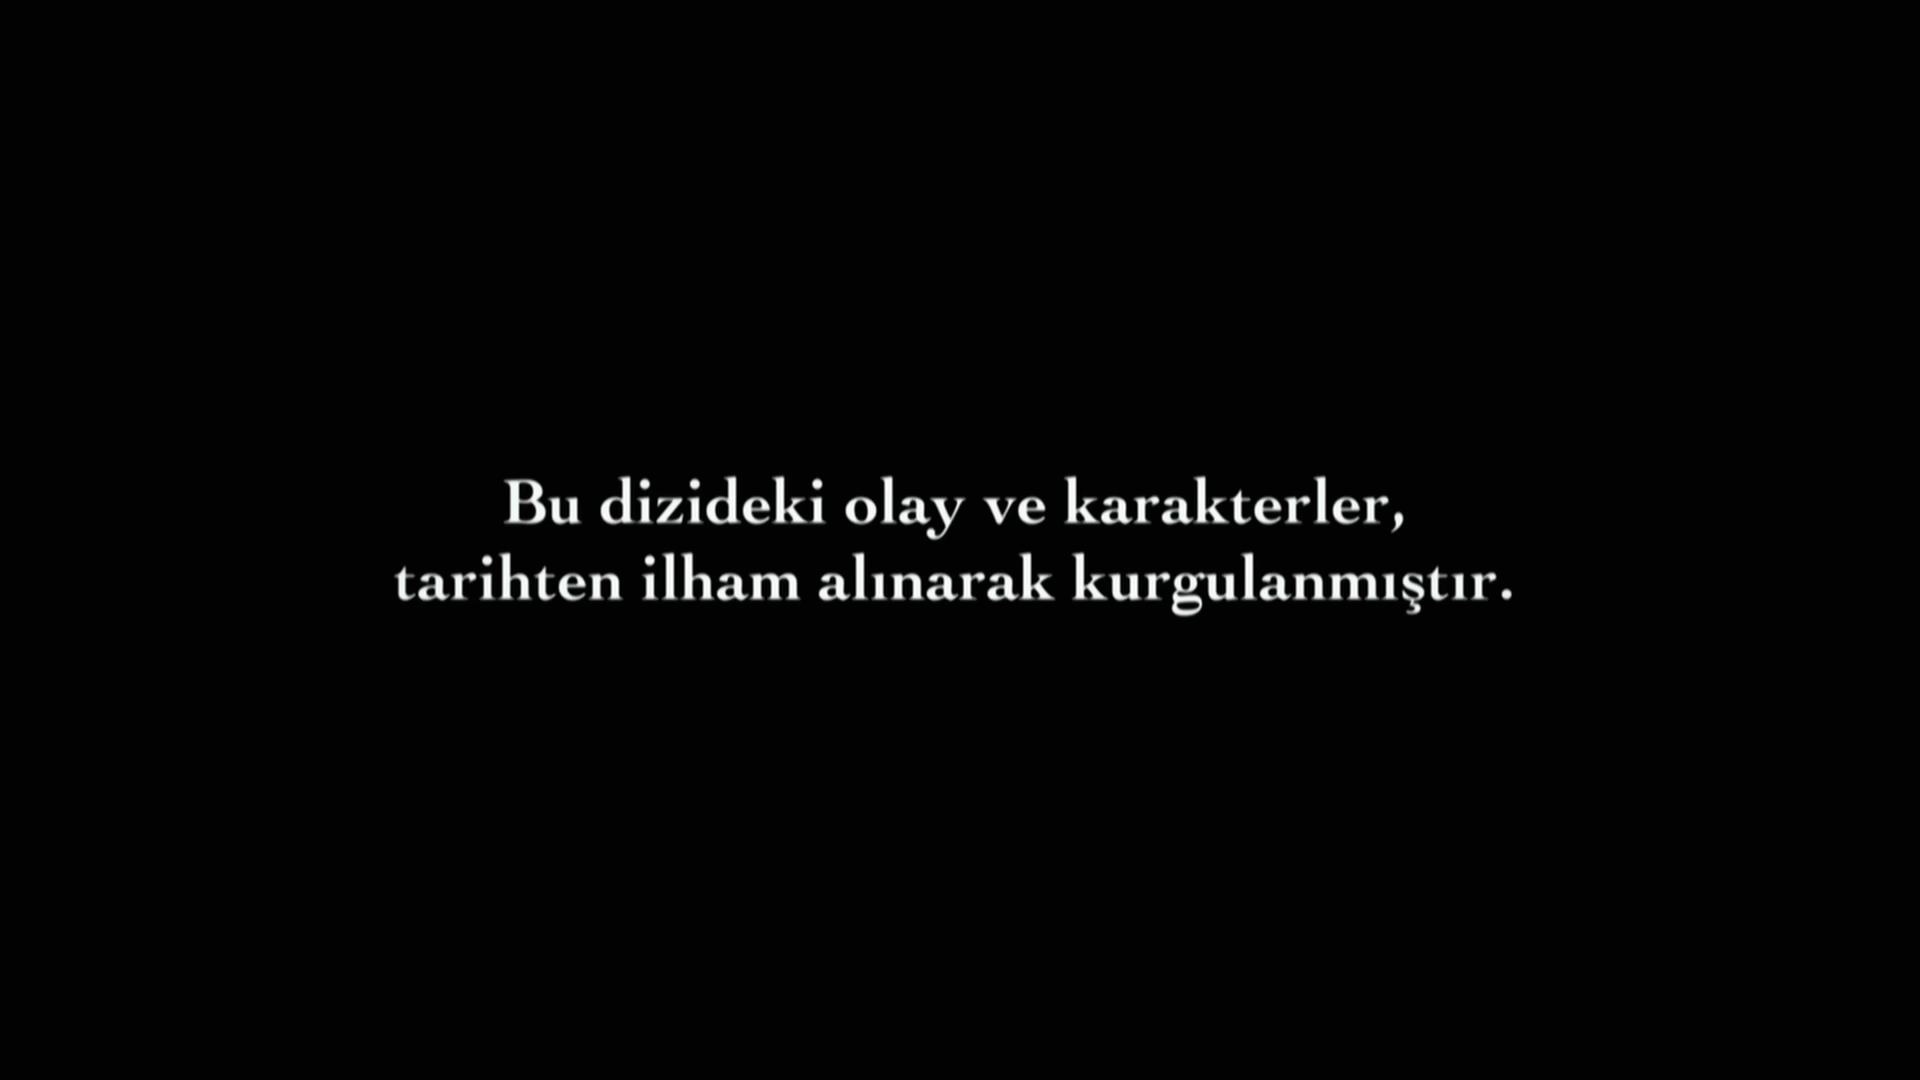 Bu dizideki olay ve karakterler,
tarihten ilham alınarak kurgulanmıştır.